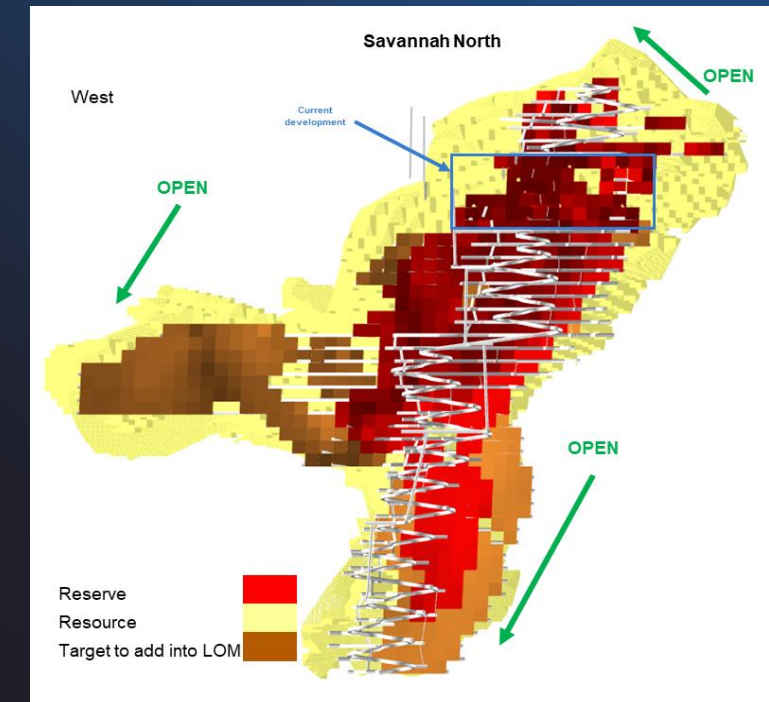 Savannah North
OPEN
West
Current
development
OPEN
OPEN
Reserve
Resource
Target to add into LOM